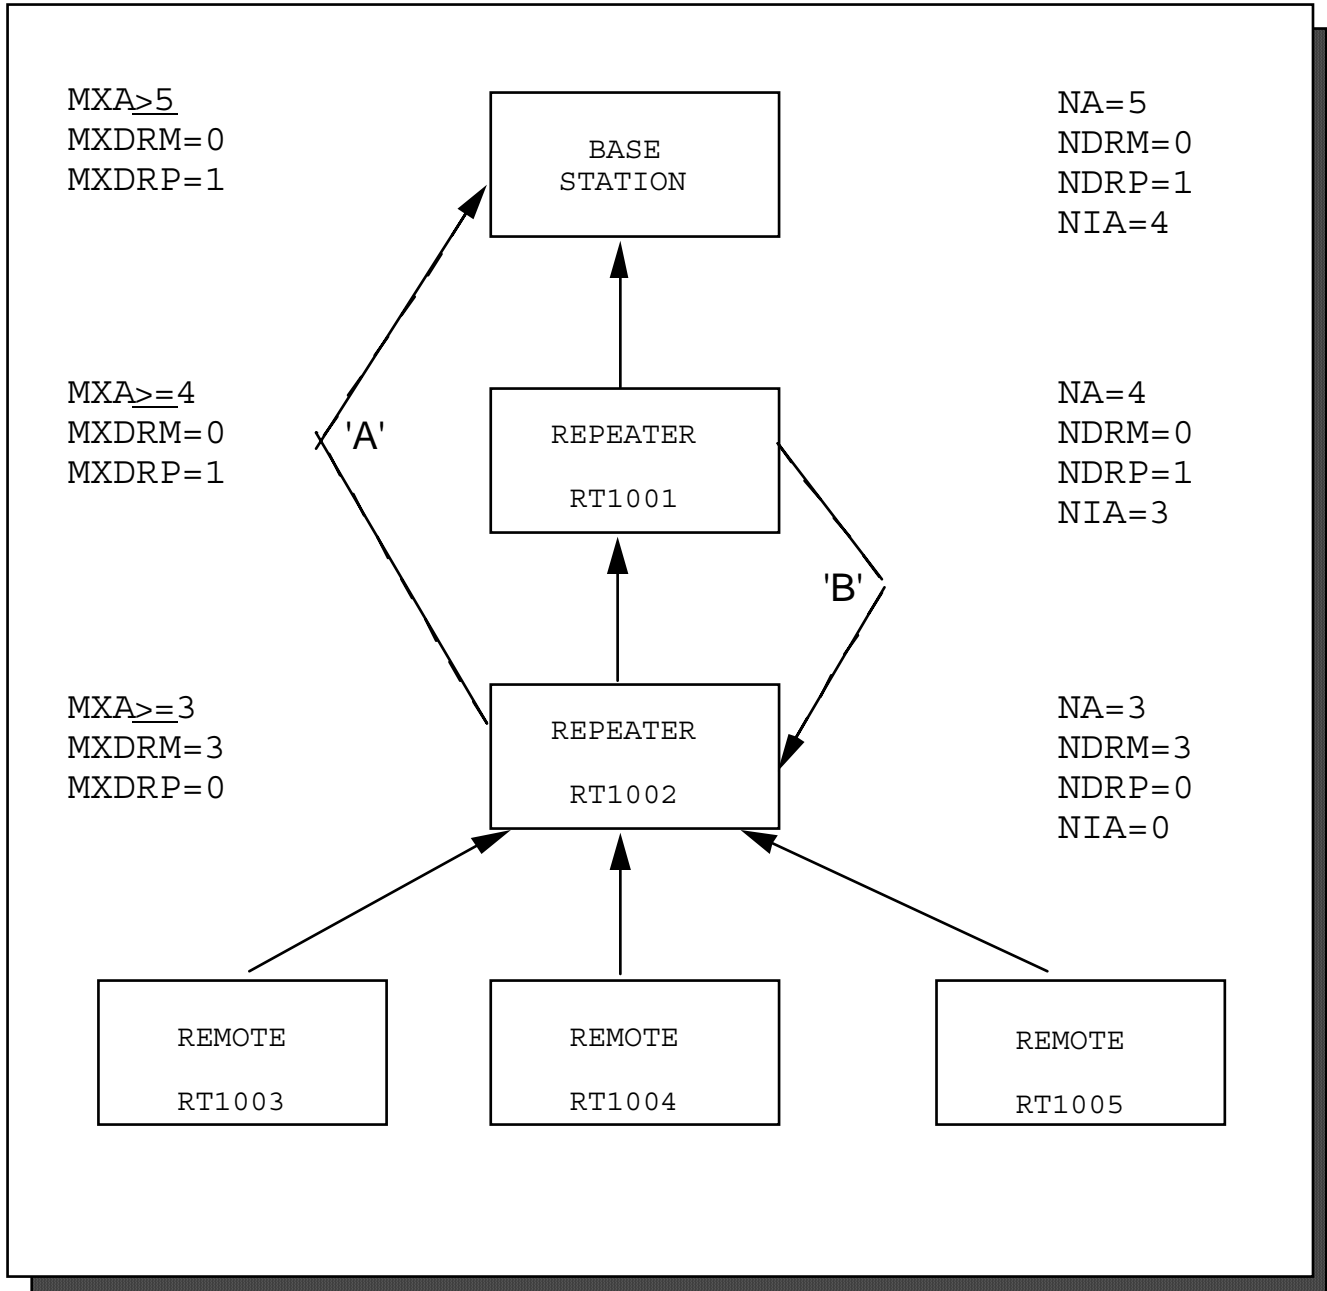 MXA>5
MXDRM=0
MXDRP=1
BASE
STATION
NA=5
NDRM=0
NDRP=1
NIA=4
MXA>=4
MXDRM=0
MXDRP=1
'A'
REPEATER
RT1001
NA=4
NDRM=0
NDRP=1
NIA=3
'B'
MXA>=3
MXDRM=3
MXDRP=0
REPEATER
RT1002
NA=3
NDRM=3
NDRP=0
NIA=0
REMOTE
RT1003
REMOTE
RT1004
REMOTE
RT1005